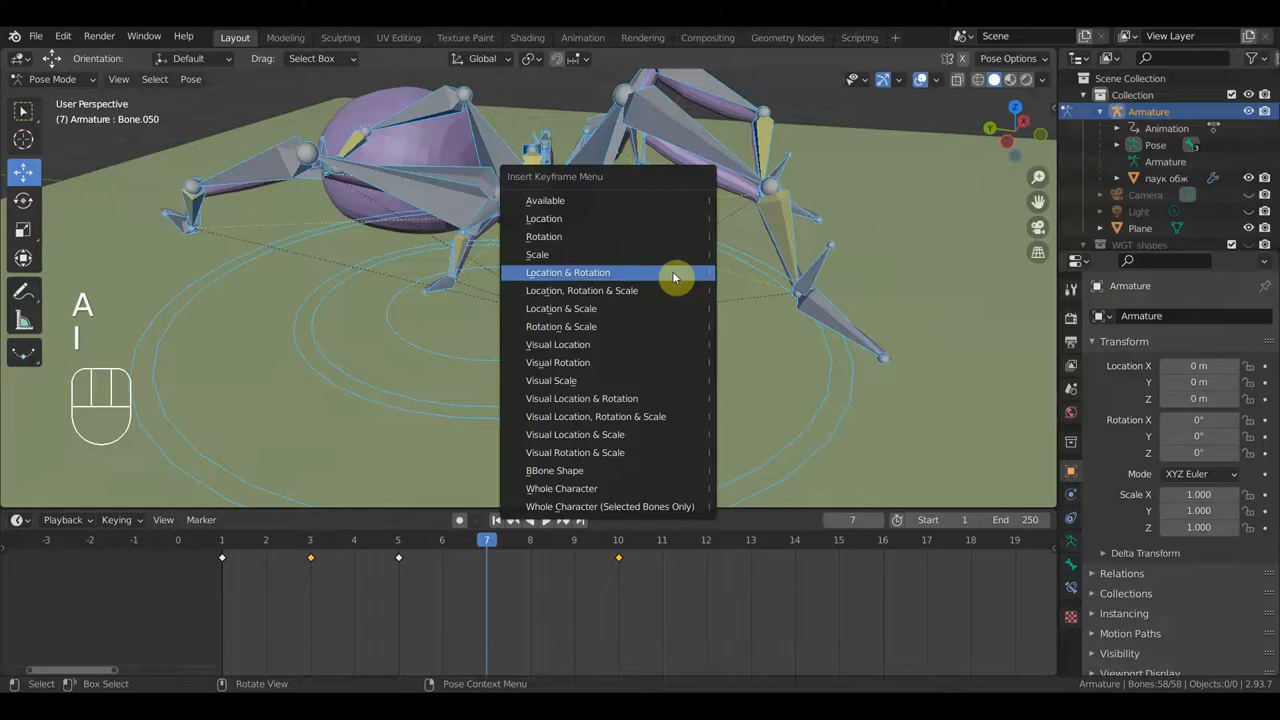 File Edit Render Window Help Layout Modeling Sculpting UV Editing Texture Paint Shading Animation Rendering Compositing Geometry Nodes Scripting + Scene View Layer
Orientation: Default Drag: Select Box Global Pose Options
Pose Mode View Select Pose
User Perspective
(7) Armature : Bone.050
Z
X
Y
Scene Collection
Collection
Armature
Animation
Pose 3
Armature
паук обж
Camera
Light
Plane
WGT shapes
Insert Keyframe Menu
Available I
Location I
Rotation I
Scale I
Location & Rotation I
Location, Rotation & Scale I
Location & Scale I
Rotation & Scale I
Visual Location I
Visual Rotation I
Visual Scale I
Visual Location & Rotation I
Visual Location, Rotation & Scale I
Visual Location & Scale I
Visual Rotation & Scale I
BBone Shape I
Whole Character I
Whole Character (Selected Bones Only) I
A
I
Armature
Armature
Transform
Location X 0 m
Y 0 m
Z 0 m
Rotation X 0°
Y 0°
Z 0°
Mode XYZ Euler
Scale X 1.000
Y 1.000
Z 1.000
Delta Transform
Relations
Collections
Instancing
Motion Paths
Visibility
Viewport Display
Playback Keying View Marker 7 Start 1 End 250
-3 -2 -1 0 1 2 3 4 5 6 7 8 9 10 11 12 13 14 15 16 17 18 19
Select Box Select Rotate View Pose Context Menu Armature | Bones:58/58 | Objects:0/0 | 2.93.7